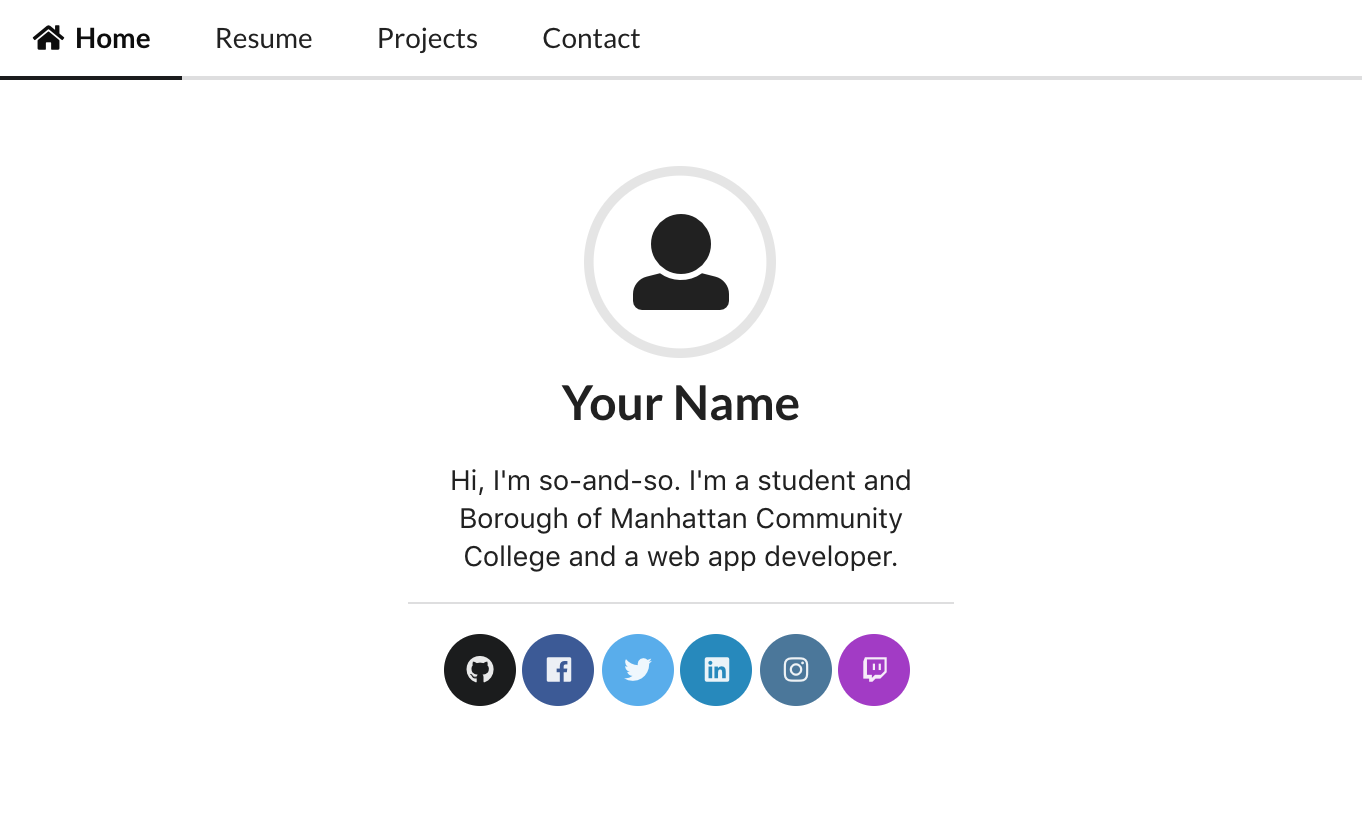 Home Resume Projects Contact
Your Name
Hi, I'm so-and-so. I'm a student and
Borough of Manhattan Community
College and a web app developer.